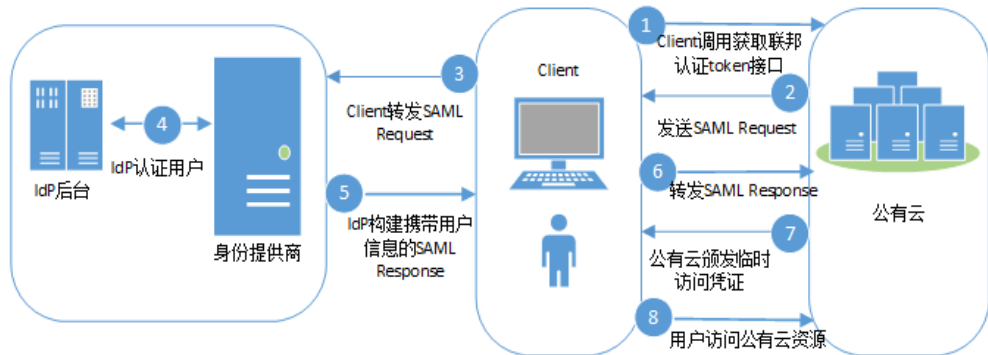 1
Client调用获取联邦
认证token接口
Client
3
2
Client转发SAML
Request
发送SAML Request
4
IdP认证用户
IdP后台
身份提供商
5
IdP构建携带用户
信息的SAML
Response
6
转发SAML Response
公有云
7
公有云颁发临时
访问凭证
8
用户访问公有云资源